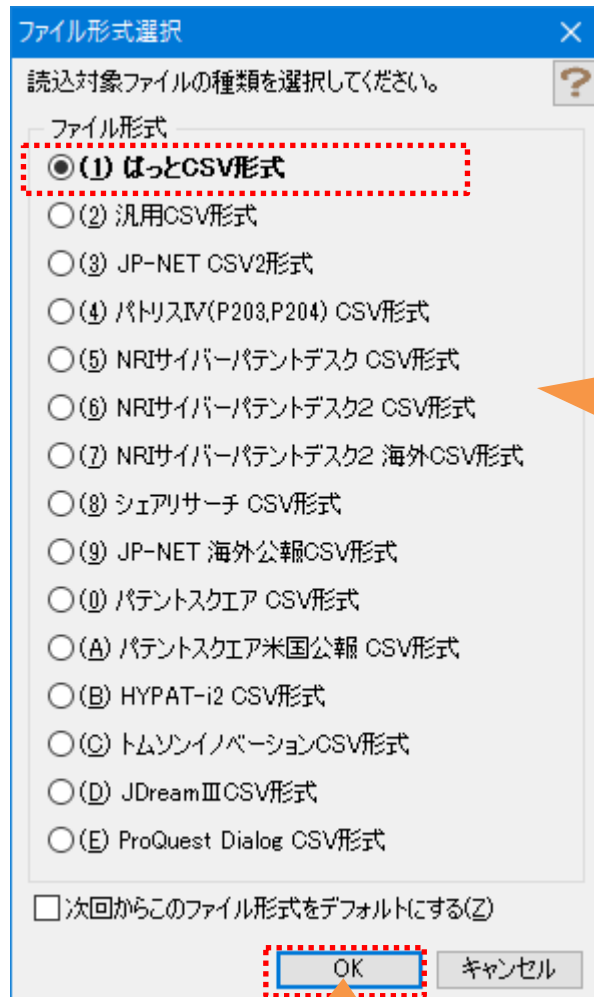 ファイル形式選択
読込対象ファイルの種類を選択してください。
?
ファイル形式
(1) ぱっとCSV形式
(2) 汎用CSV形式
(3) JP-NET CSV2形式
(4) パトリスⅣ(P203,P204) CSV形式
(5) NRIサイバーパテントデスク CSV形式
(6) NRIサイバーパテントデスク2 CSV形式
(7) NRIサイバーパテントデスク2 海外CSV形式
(8) シェアリサーチ CSV形式
(9) JP-NET 海外公報CSV形式
(0) パテントスクエア CSV形式
(A) パテントスクエア米国公報 CSV形式
(B) HYPAT-i2 CSV形式
(C) トムソンイノベーションCSV形式
(D) JDreamⅢCSV形式
(E) ProQuest Dialog CSV形式
次回からこのファイル形式をデフォルトにする(Z)
OK キャンセル